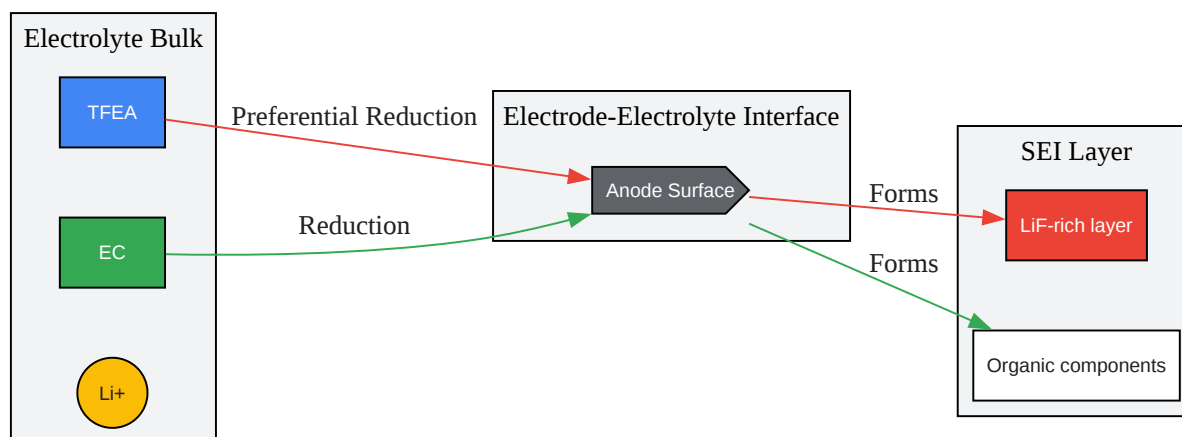 Electrolyte Bulk
TFEA
EC
Li+
Preferential Reduction
Reduction
Electrode-Electrolyte Interface
Anode Surface
Forms
Forms
SEI Layer
LiF-rich layer
Organic components